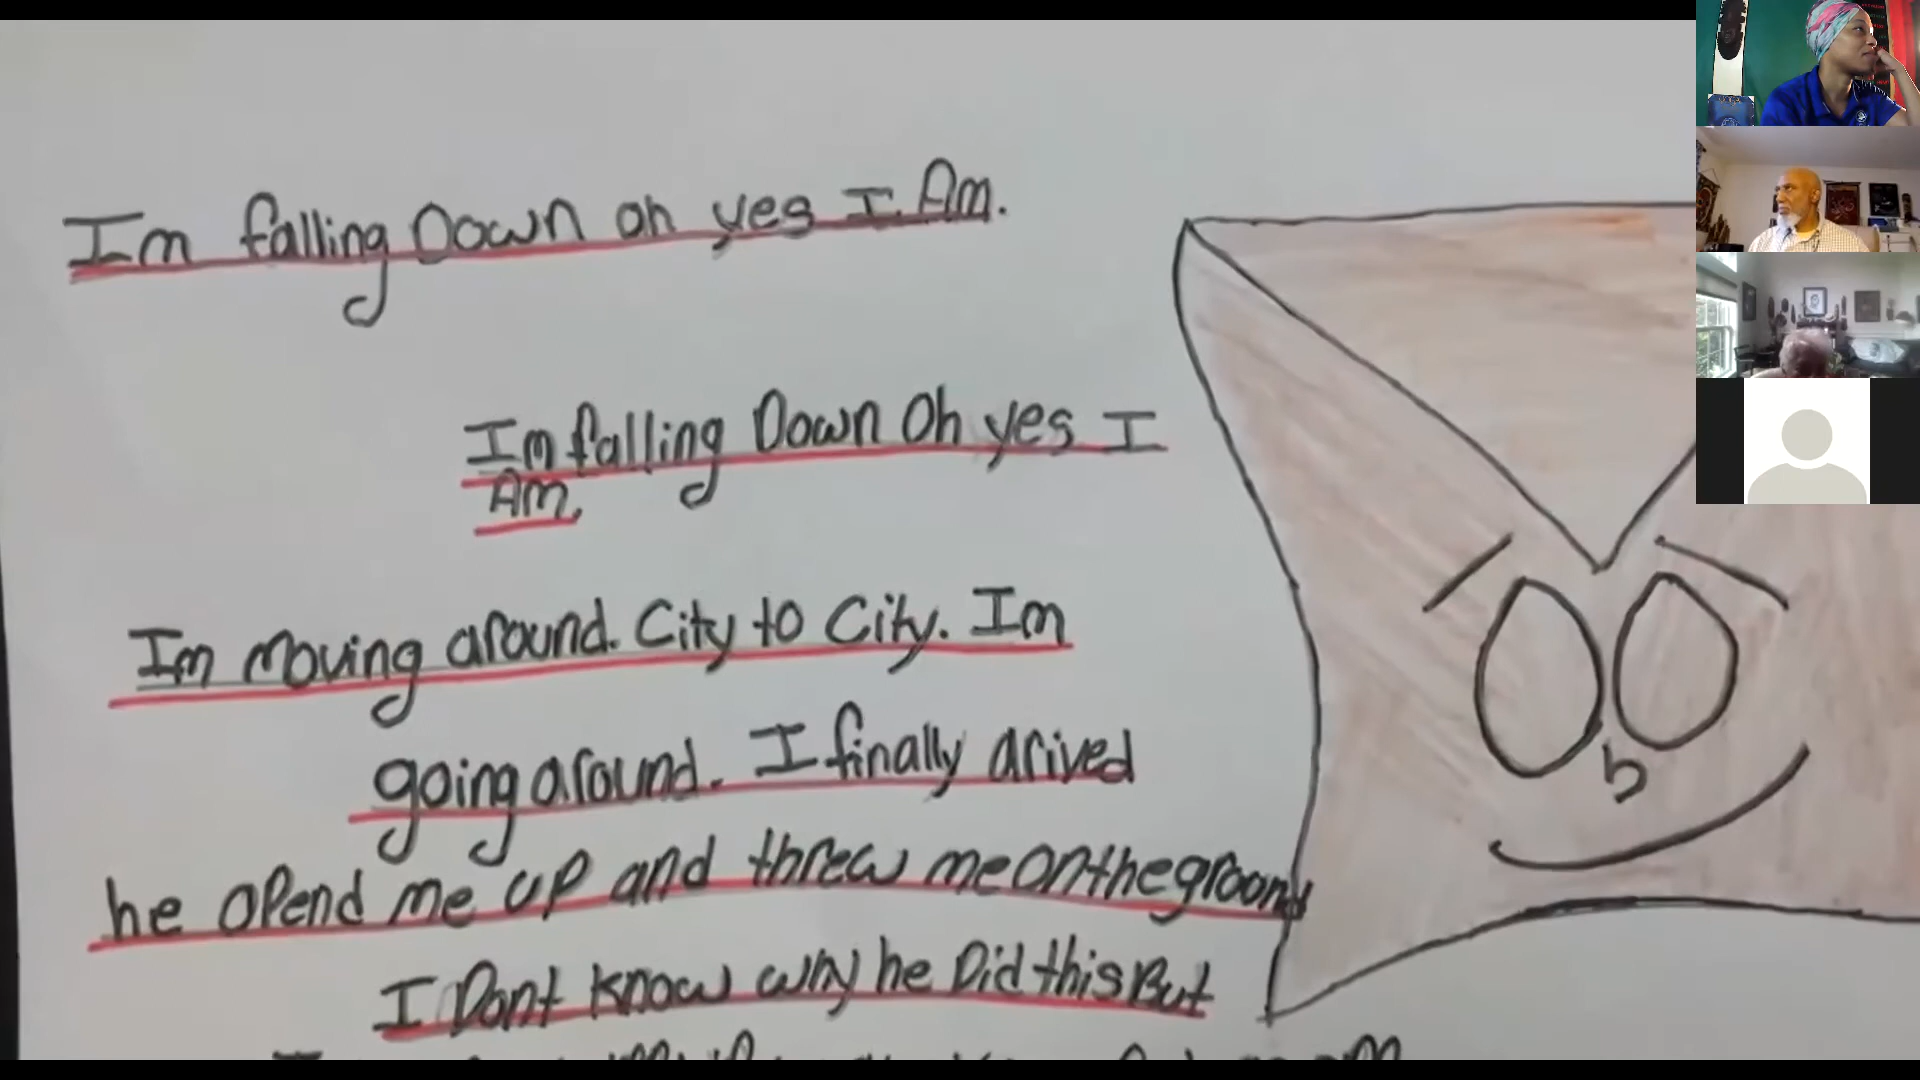 Im falling Down oh yes I Am.
Im falling Down Oh yes I
AM.
Im moving around. City to City. Im
going around. I finally arived
he opend me up and threw me on the groond
I Dont know why he Did this But